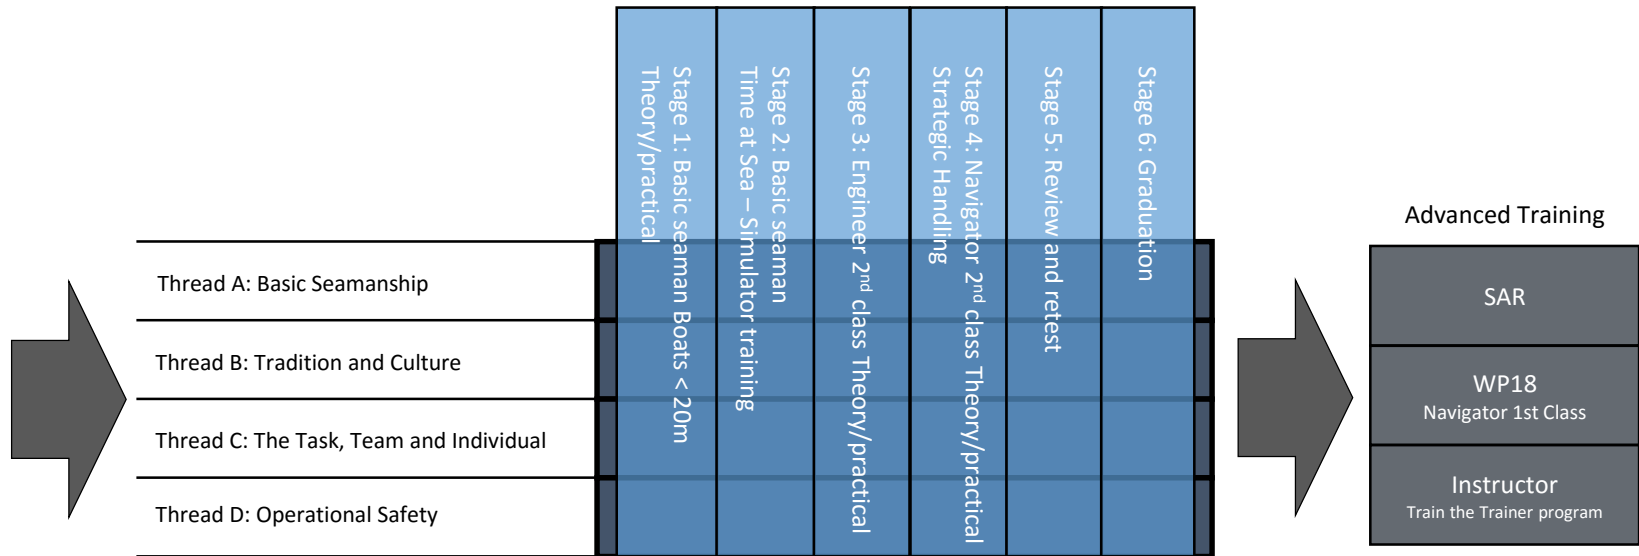 Stage 1: Basic seaman Boats < 20m
Theory/practical
Stage 2: Basic seaman
Time at Sea – Simulator training
Stage 3: Engineer 2nd class Theory/practical
Stage 4: Navigator 2nd class Theory/practical
Strategic Handling
Stage 5: Review and retest
Stage 6: Graduation
Thread A: Basic Seamanship
Thread B: Tradition and Culture
Thread C: The Task, Team and Individual
Thread D: Operational Safety
Advanced Training
SAR
WP18
Navigator 1st Class
Instructor
Train the Trainer program